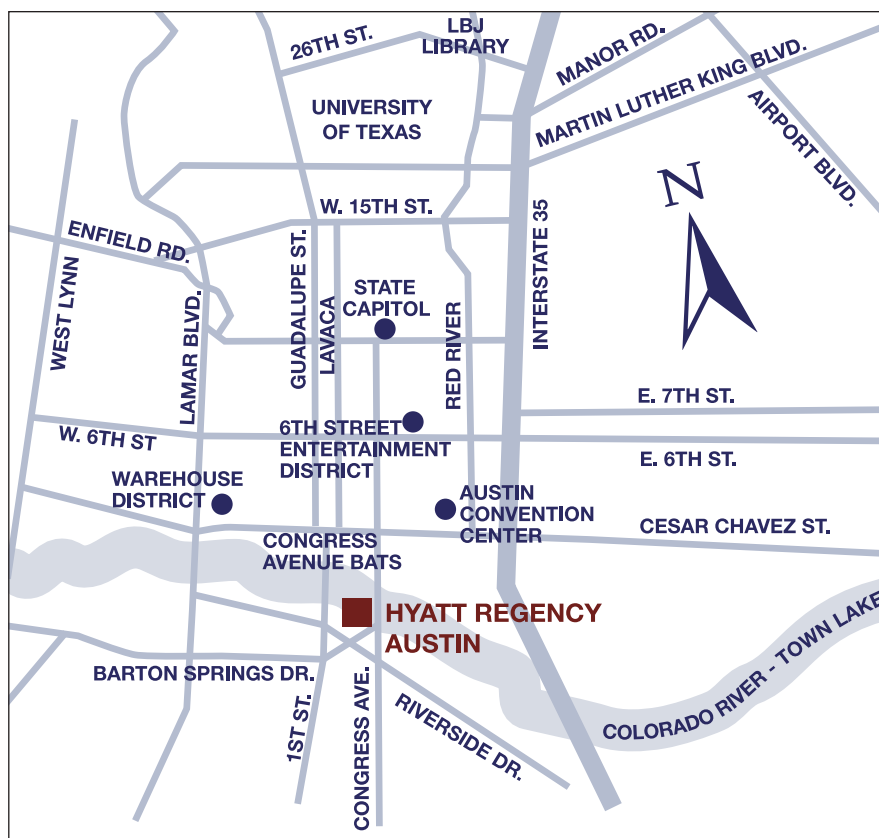 26TH ST.
LBJ
LIBRARY
MANOR RD.
MARTIN LUTHER KING BLVD.
AIRPORT BLVD.
UNIVERSITY
OF TEXAS
N
W. 15TH ST.
ENFIELD RD.
WEST LYNN
LAMAR BLVD.
GUADALUPE ST.
LAVACA
STATE
CAPITOL
RED RIVER
INTERSTATE 35
E. 7TH ST.
W. 6TH ST
6TH STREET
ENTERTAINMENT
DISTRICT
E. 6TH ST.
WAREHOUSE
DISTRICT
AUSTIN
CONVENTION
CENTER
CESAR CHAVEZ ST.
CONGRESS
AVENUE BATS
HYATT REGENCY
AUSTIN
BARTON SPRINGS DR.
1ST ST.
CONGRESS AVE.
RIVERSIDE DR.
COLORADO RIVER - TOWN LAKE